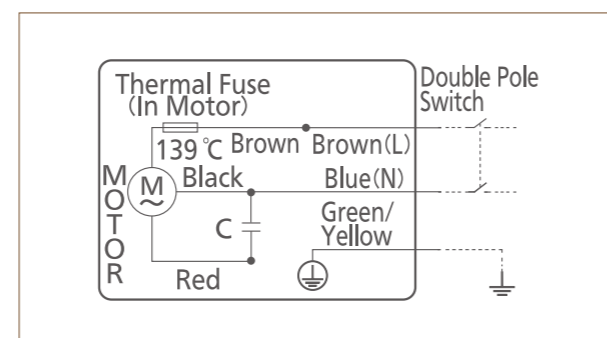 Thermal Fuse
(In Motor)
Double Pole
Switch
139 ℃
Brown
Brown(L)
MOTOR
M
~
Black
Blue(N)
C
Green/
Yellow
Red